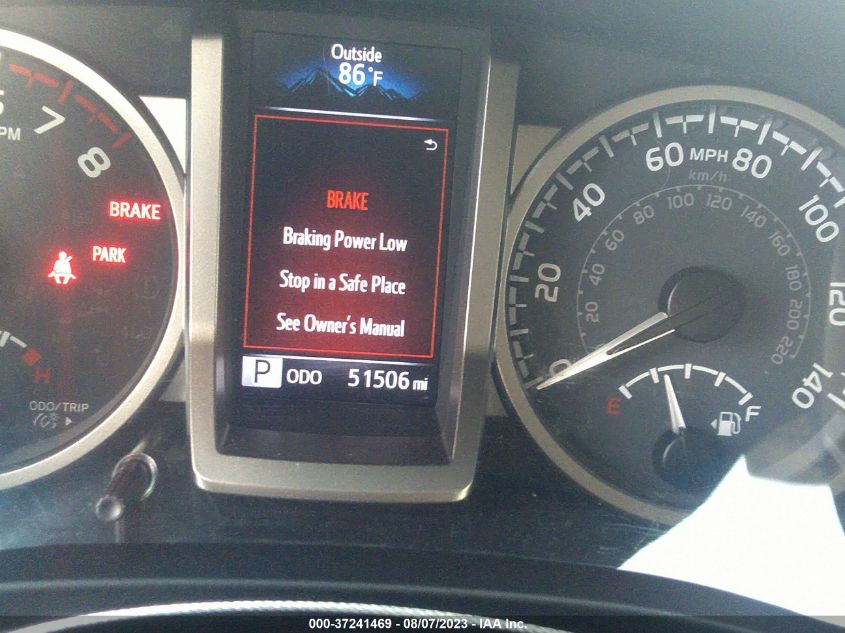 Outside
86°F
BRAKE
Braking Power Low
Stop in a Safe Place
See Owner's Manual
P ODO 51506 mi
7
8
BRAKE
PARK
H
ODO/TRIP
0
20
40
60
MPH
80
100
120
140
km/h
20
40
60
80
100
120
140
160
180
200
220
E
F
000-37241469 - 08/07/2023 - IAA Inc.